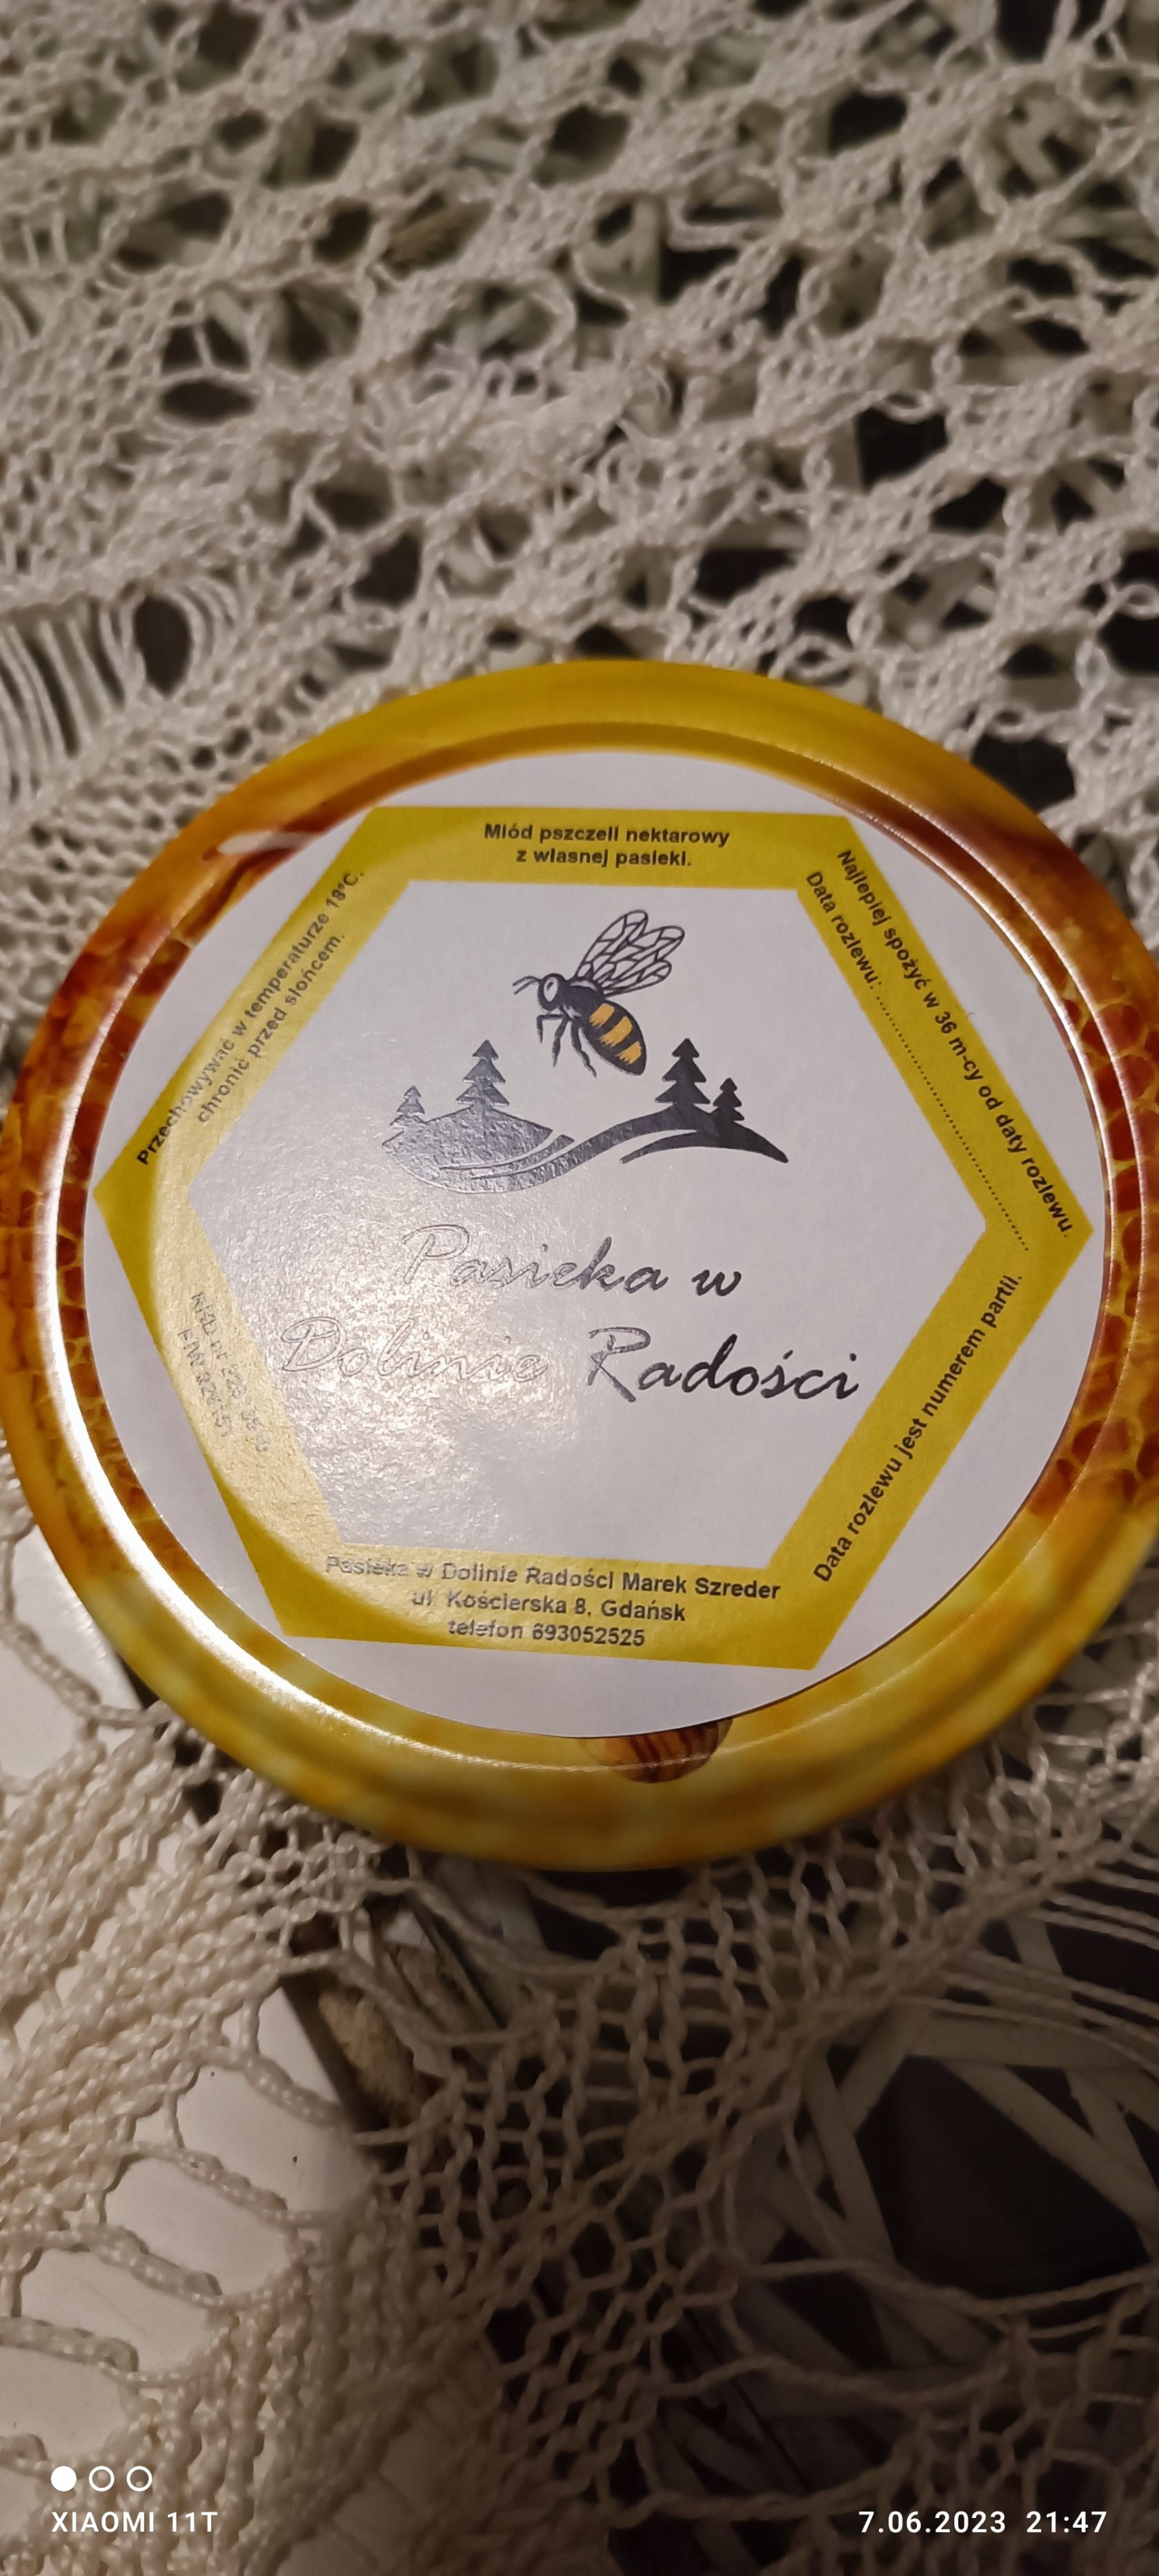 Miód pszczeli nektarowy
z własnej pasieki.
Najlepiej spożyć w 36 m-cy od daty rozlewu.
Data rozlewu: ........................................
Data rozlewu jest numerem partii.
Pasieka w Dolinie Radości Marek Szreder
ul. Kościerska 8, Gdańsk
telefon 693052525
Przechowywać w temperaturze 18°C.
chronić przed słońcem.
Pasieka w
Dolinie Radości
XIAOMI 11T
7.06.2023 21:47